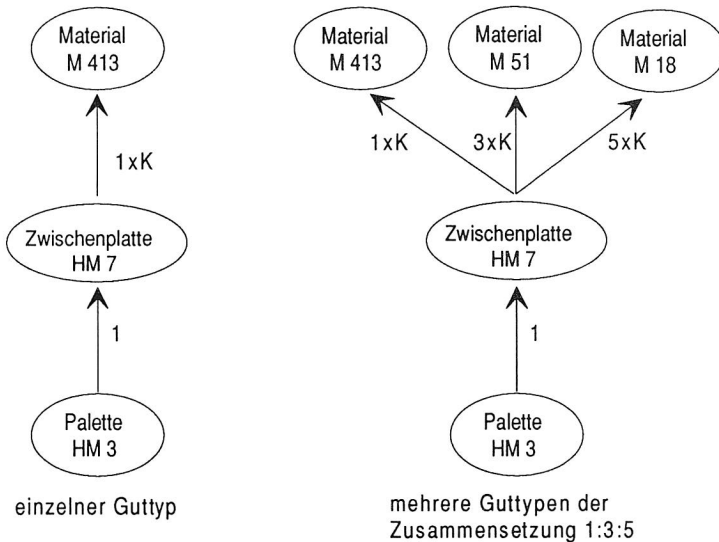 Material
M 413
1xK
Zwischenplatte
HM 7
1
Palette
HM 3
einzelner Guttyp
Material
M 413
Material
M 51
Material
M 18
1xK
3xK
5xK
Zwischenplatte
HM 7
1
Palette
HM 3
mehrere Guttypen der
Zusammensetzung 1:3:5